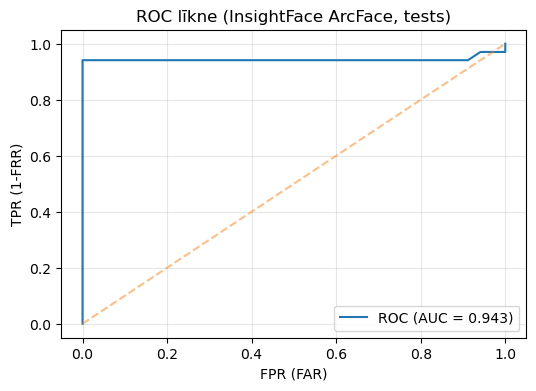 ROC līkne (InsightFace ArcFace, tests)
TPR (1-FRR)
1.0
0.8
0.6
0.4
0.2
0.0
ROC (AUC = 0.943)
0.0 0.2 0.4 0.6 0.8 1.0
FPR (FAR)